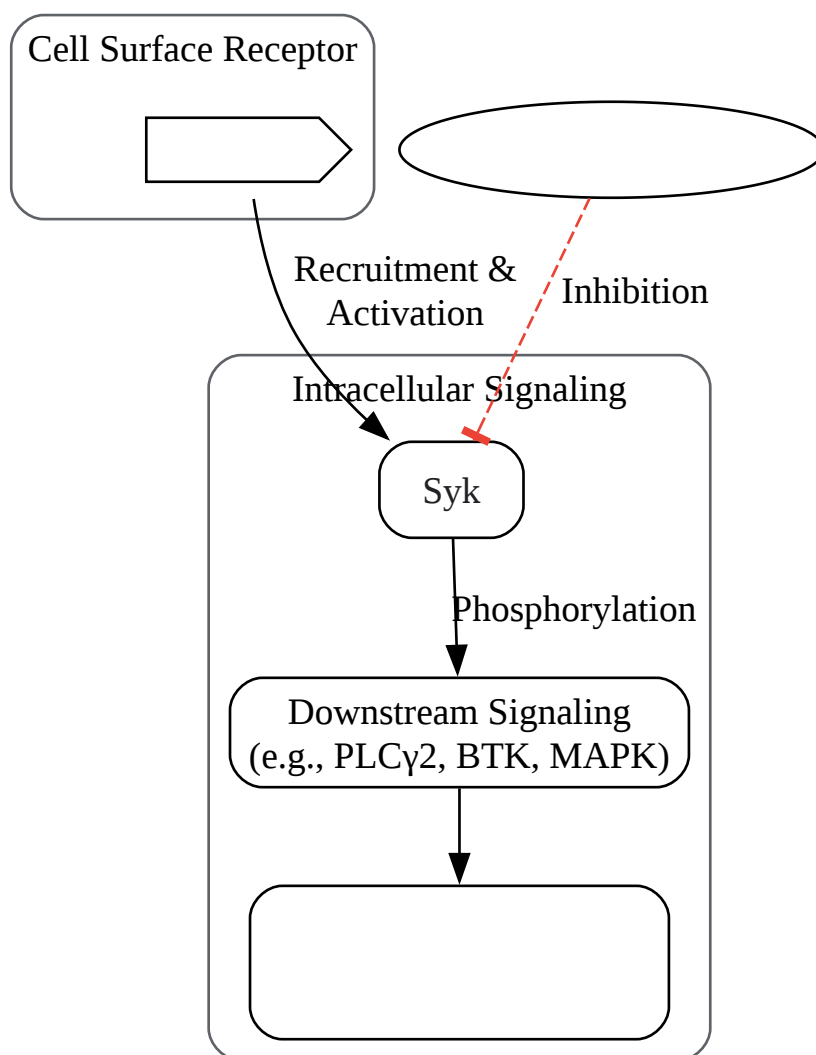 Cell Surface Receptor
Recruitment &
Activation
Inhibition
Intracellular Signaling
Syk
Phosphorylation
Downstream Signaling
(e.g., PLCγ2, BTK, MAPK)